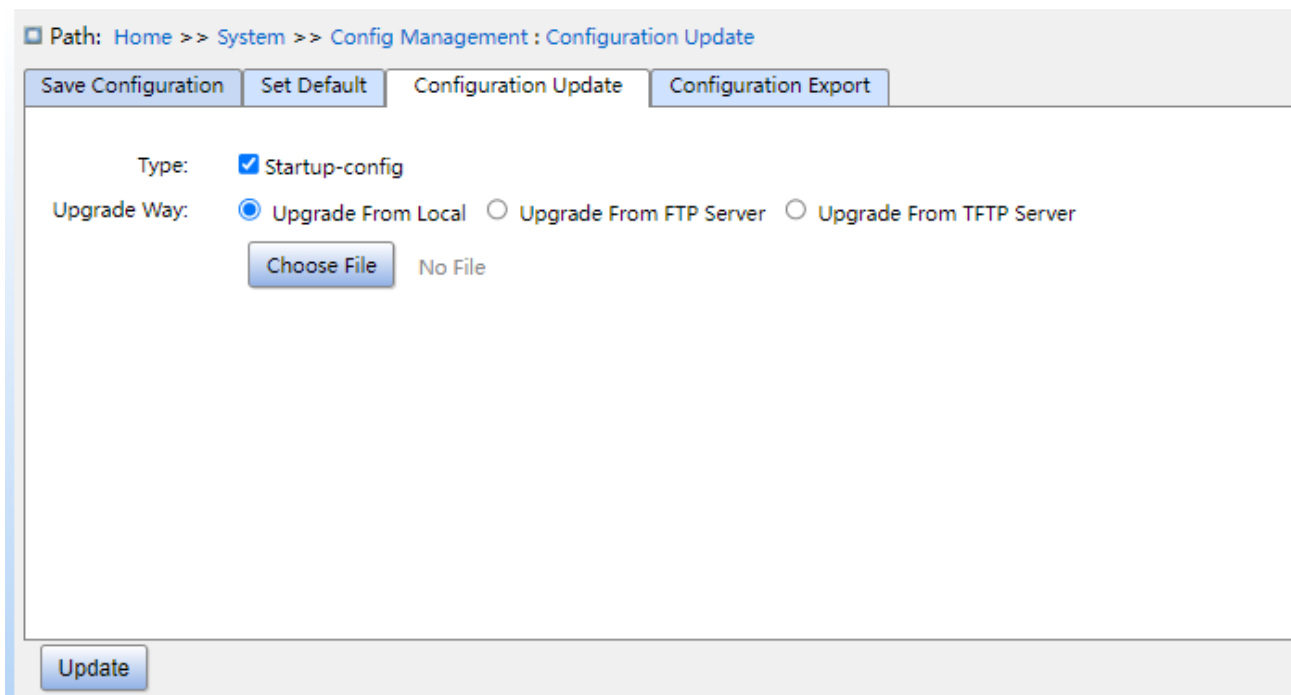 Path: Home >> System >> Config Management : Configuration Update
Save Configuration Set Default Configuration Update Configuration Export
Type: Startup-config
Upgrade Way: Upgrade From Local Upgrade From FTP Server Upgrade From TFTP Server
Choose File No File
Update